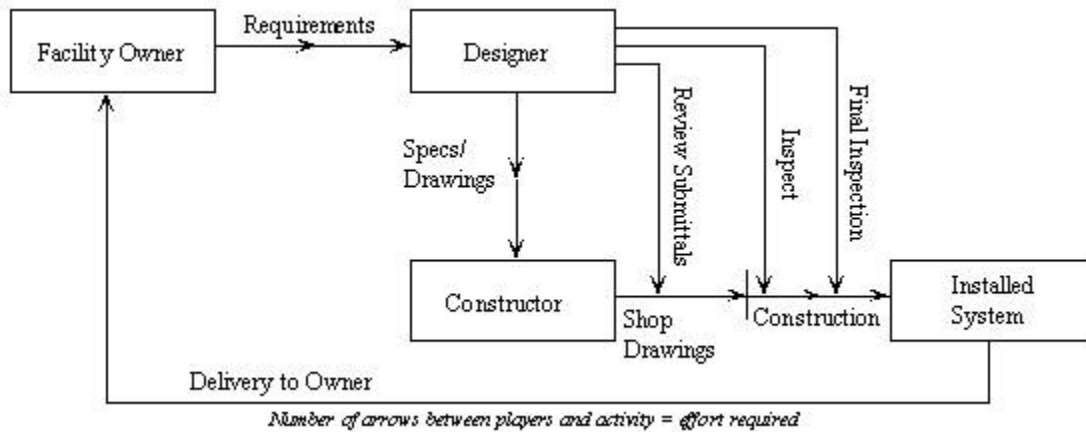 Requirements
Facility Owner
Designer
Specs/
Drawings
Review Submittals
Inspect
Final Inspection
Constructor
Shop
Drawings
Construction
Installed
System
Delivery to Owner
Number of arrows between players and activity = effort required